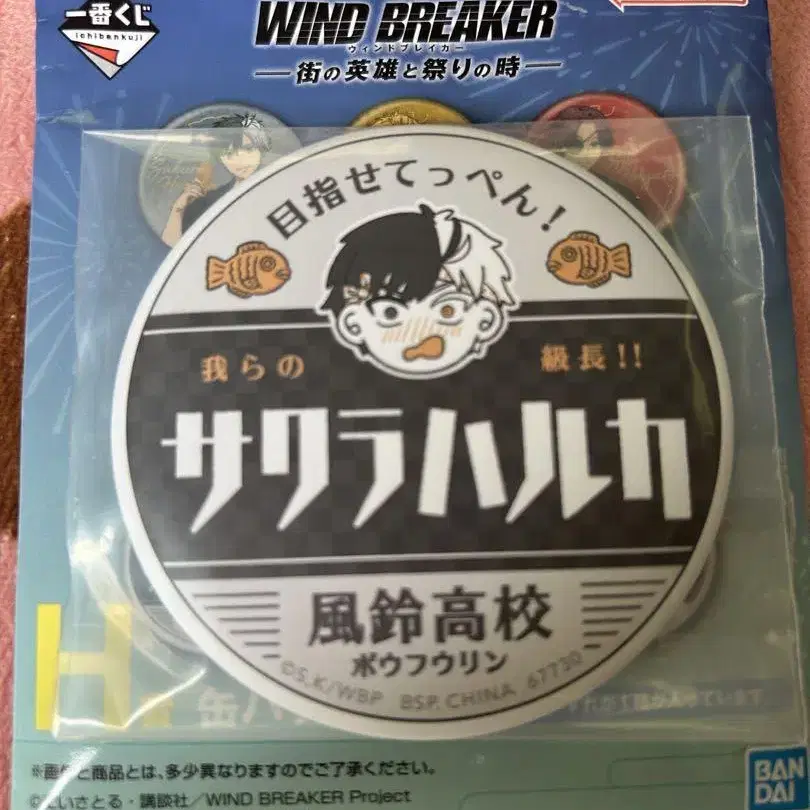 一番くじ
ichibankuji
WIND BREAKER
ウィンドブレイカー
街の英雄と祭りの時
目指せてっぺん!
我らの 級長!!
サクラハルカ
風鈴高校
ボウフウリン
©S.K/WBP BSP. CHINA 67730
H賞
缶バ
※画像と商品とは、多少異なりますのでご了承ください。
©にいさとる・講談社/WIND BREAKER Project
BAN
DAI